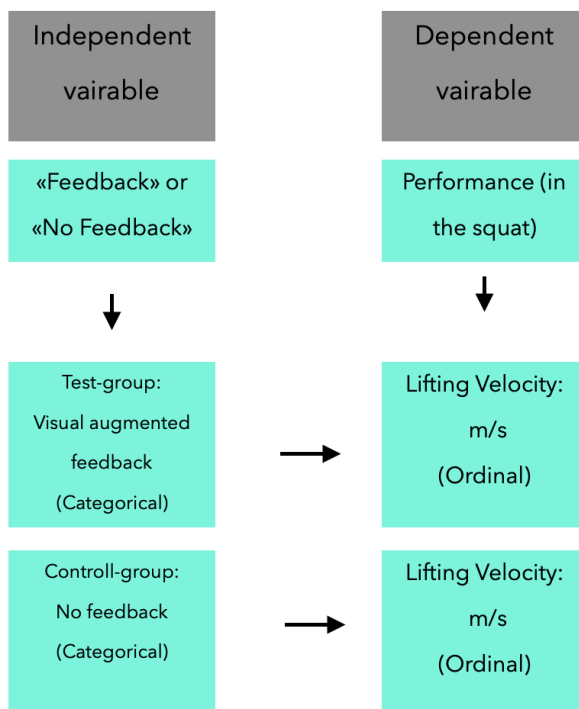 Independent
vairable
Dependent
vairable
«Feedback» or
«No Feedback»
Performance (in
the squat)
Test-group:
Visual augmented
feedback
(Categorical)
Lifting Velocity:
m/s
(Ordinal)
Controll-group:
No feedback
(Categorical)
Lifting Velocity:
m/s
(Ordinal)